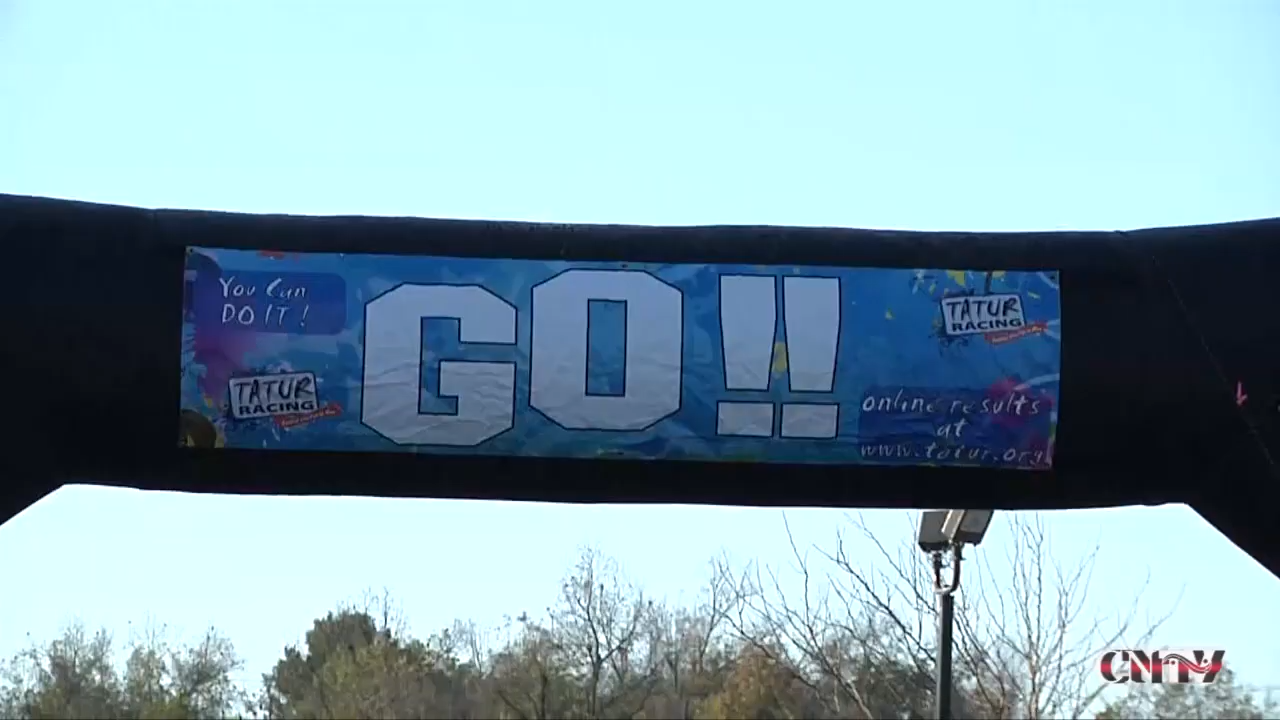 You Can
DO IT!
TATUR
RACING
GO!!
TATUR
RACING
online results
at
www.tatur.org
CNTV